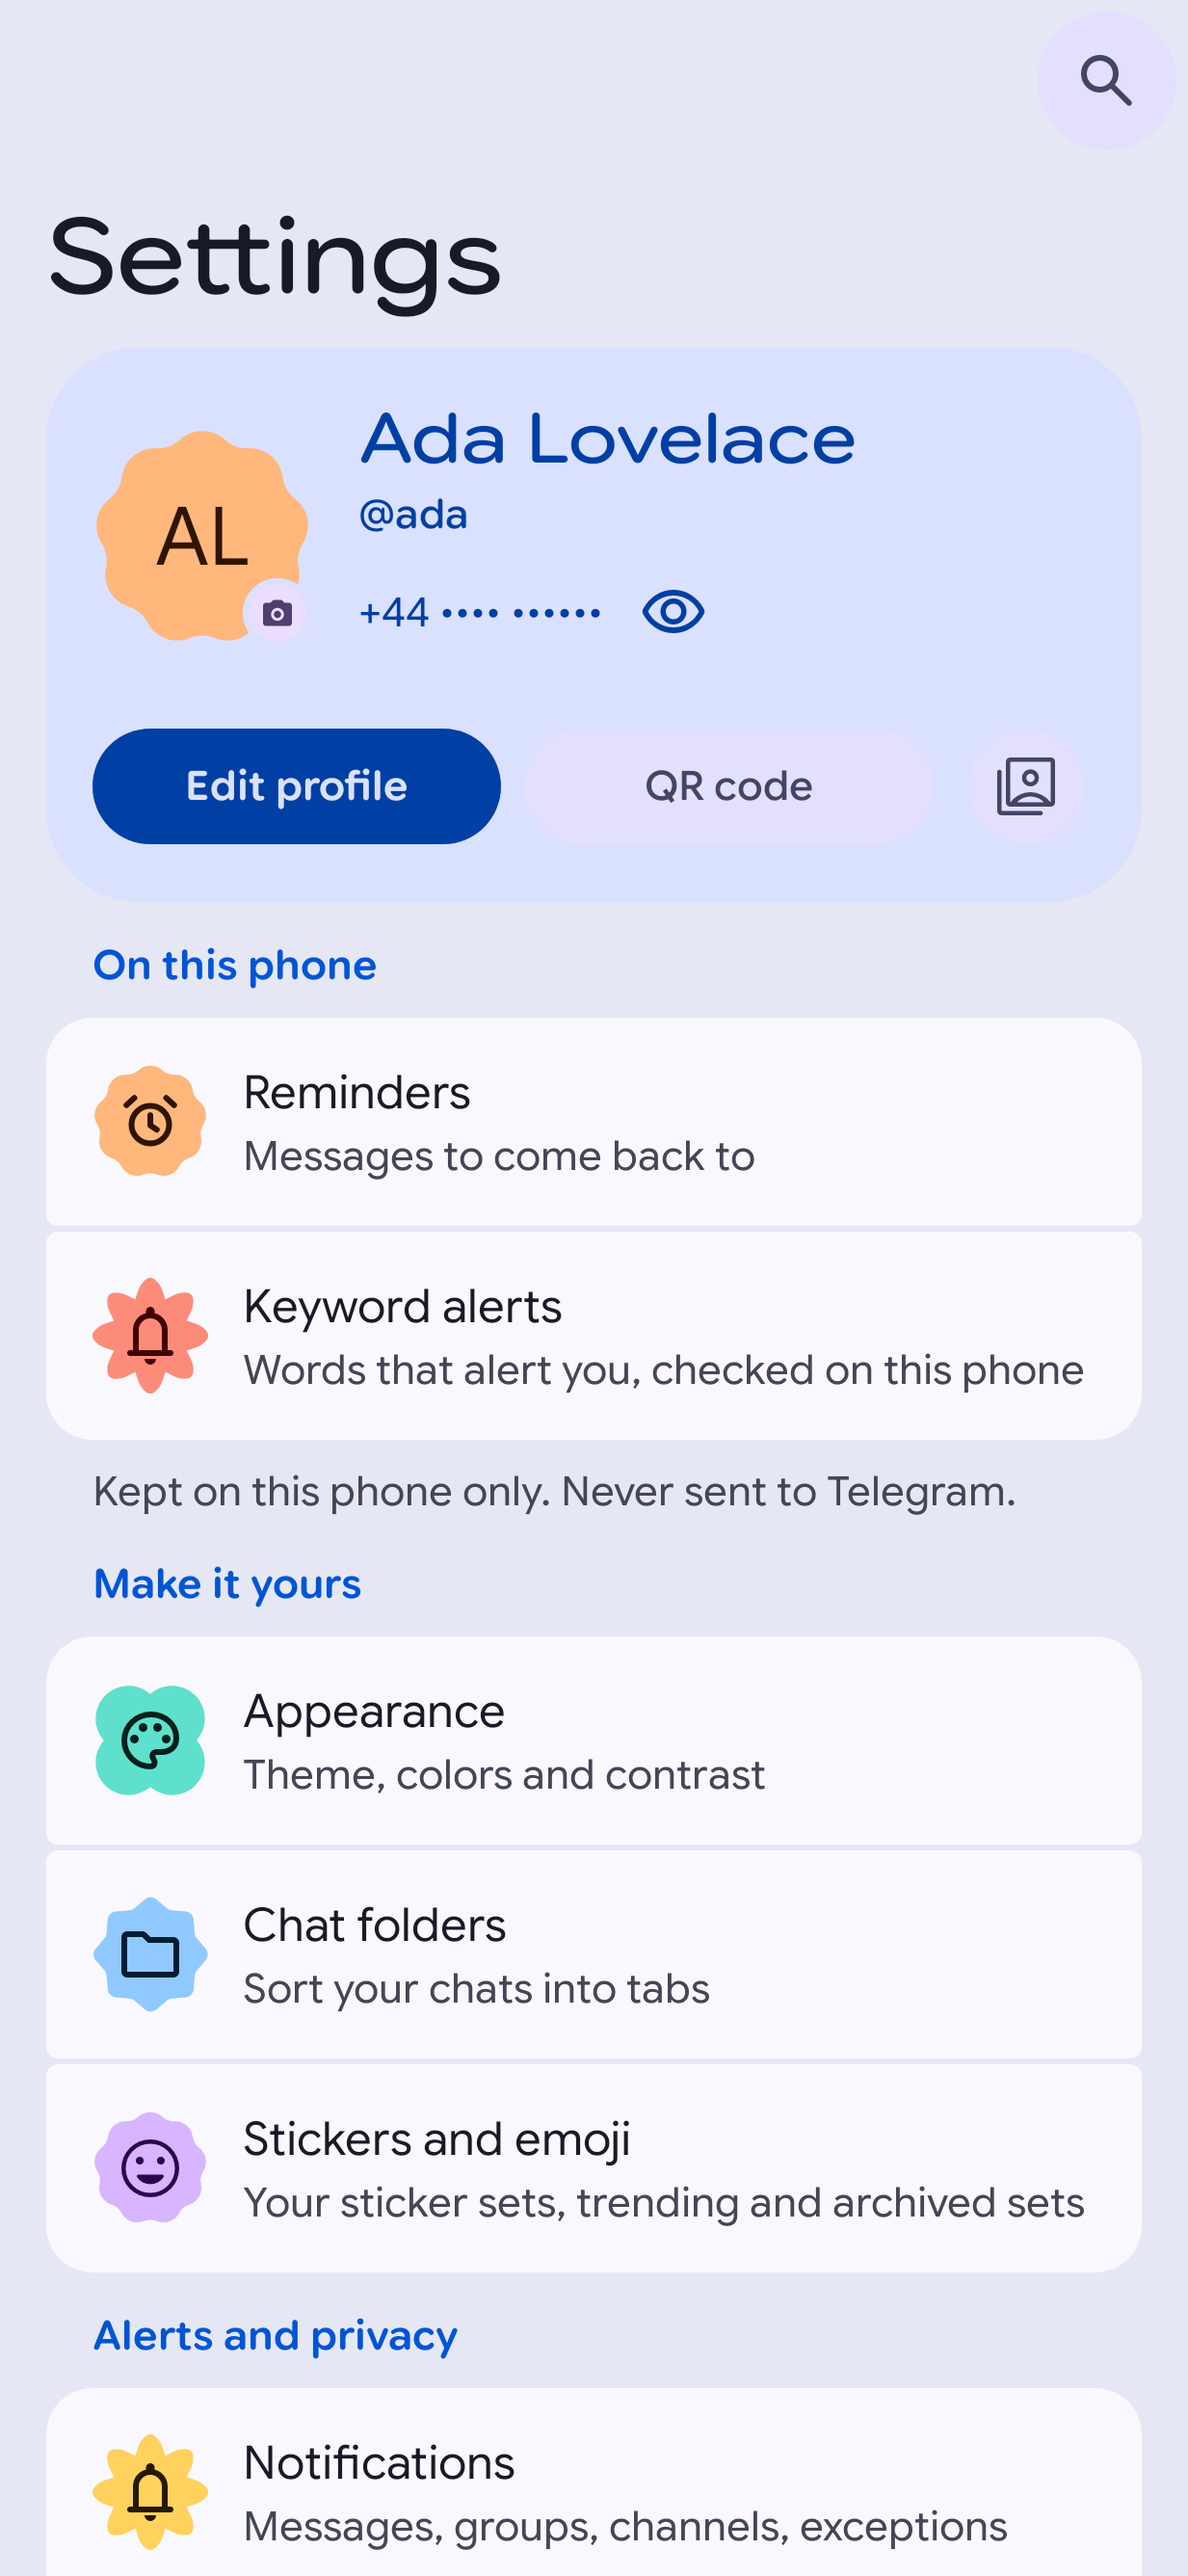 Settings
AL
Ada Lovelace
@ada
+44 •••• ••••••
Edit profile
QR code
On this phone
Reminders
Messages to come back to
Keyword alerts
Words that alert you, checked on this phone
Kept on this phone only. Never sent to Telegram.
Make it yours
Appearance
Theme, colors and contrast
Chat folders
Sort your chats into tabs
Stickers and emoji
Your sticker sets, trending and archived sets
Alerts and privacy
Notifications
Messages, groups, channels, exceptions